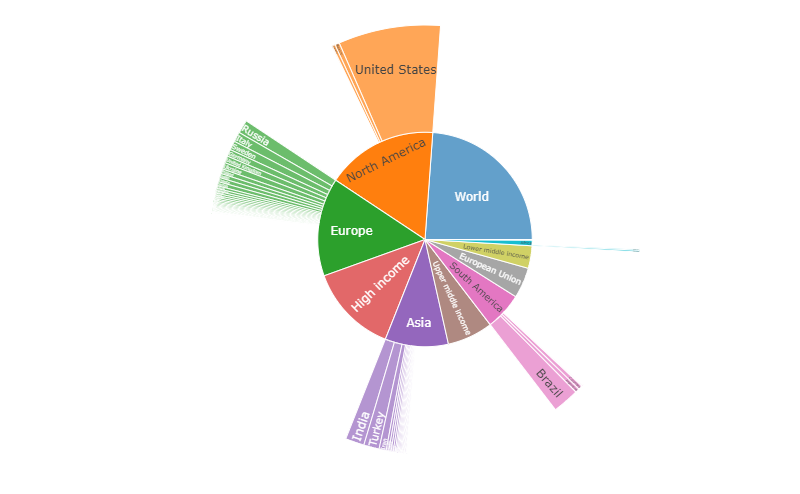 United States
North America
Russia
Italy
Sweden
World
Europe
Lower middle income
European Union
South America
High income
Upper middle income
Asia
Brazil
India
Turkey